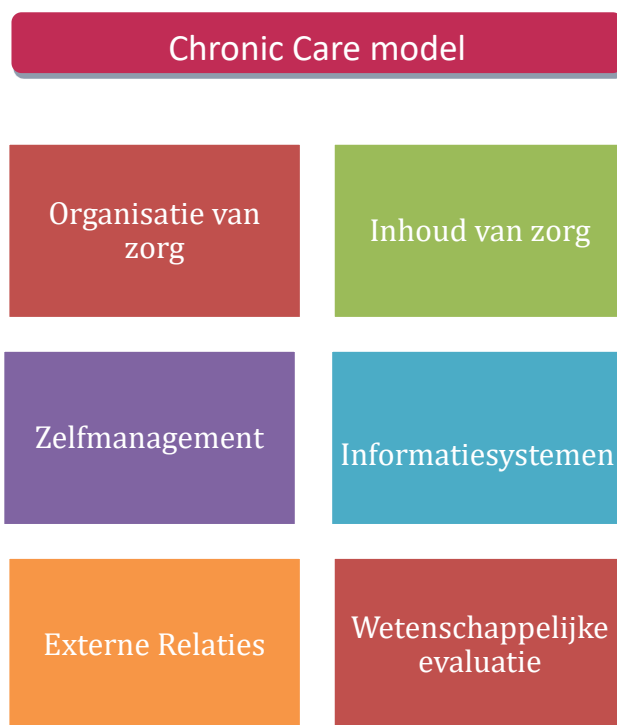 Chronic Care model
Organisatie van
zorg
Inhoud van zorg
Zelfmanagement
Informatiesystemen
Externe Relaties
Wetenschappelijke
evaluatie